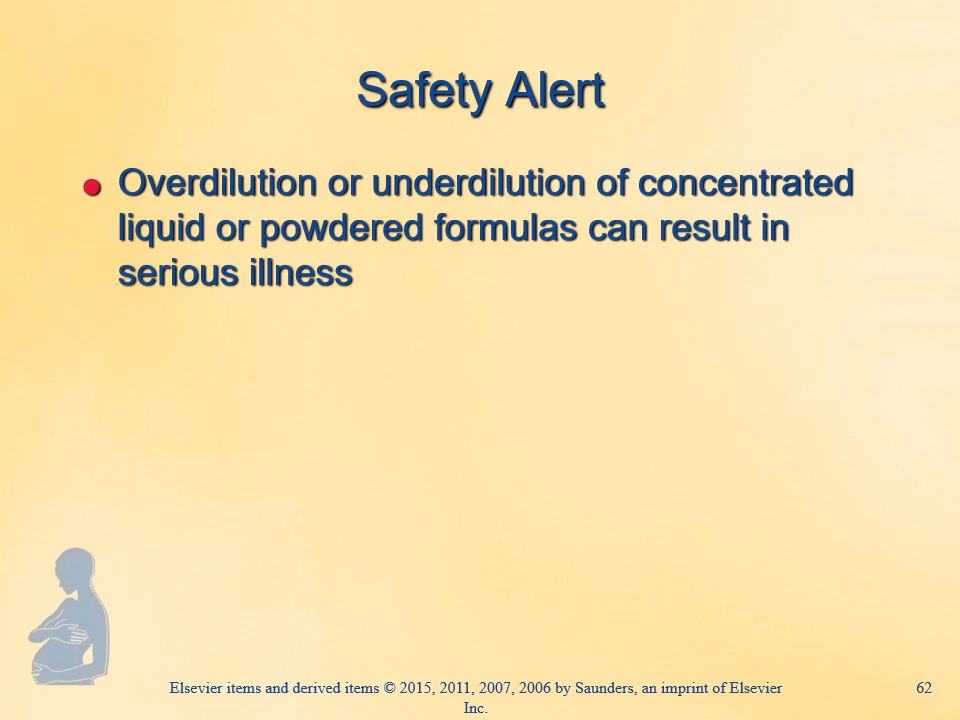 Safety Alert
Overdilution or underdilution of concentrated
liquid or powdered formulas can result in
serious illness
Elsevier items and derived items © 2015, 2011, 2007, 2006 by Saunders, an imprint of Elsevier
Inc.
62